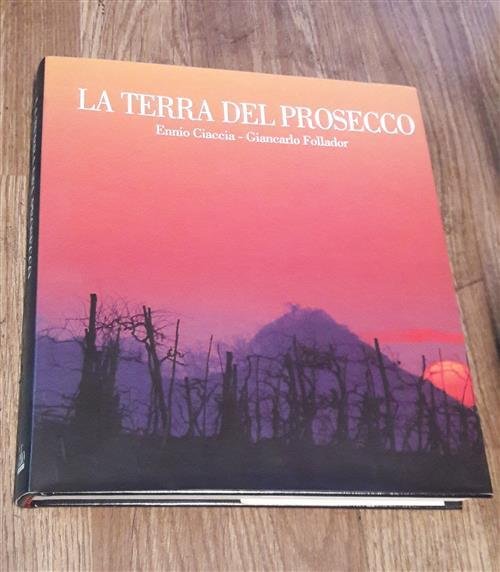 LA TERRA DEL PROSECCO
Ennio Ciaccia - Giancarlo Follador